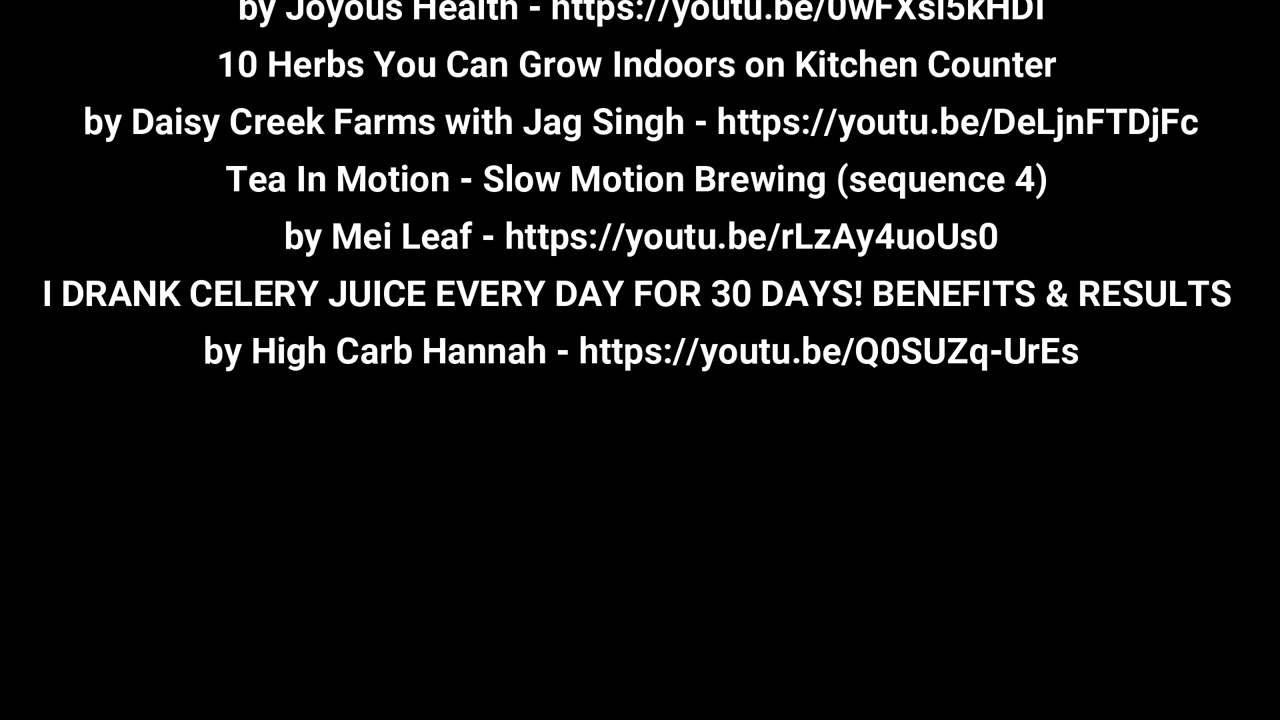 by Joyous Health - https://youtu.be/
10 Herbs You Can Grow Indoors on Kitchen Counter
by Daisy Creek Farms with Jag Singh - https://youtu.be/DeLjnFTDjFc
Tea In Motion - Slow Motion Brewing (sequence 4)
by Mei Leaf - https://youtu.be/rLzAy4uoUs0
I DRANK CELERY JUICE EVERY DAY FOR 30 DAYS! BENEFITS & RESULTS
by High Carb Hannah - https://youtu.be/Q0SUZq-UrEs